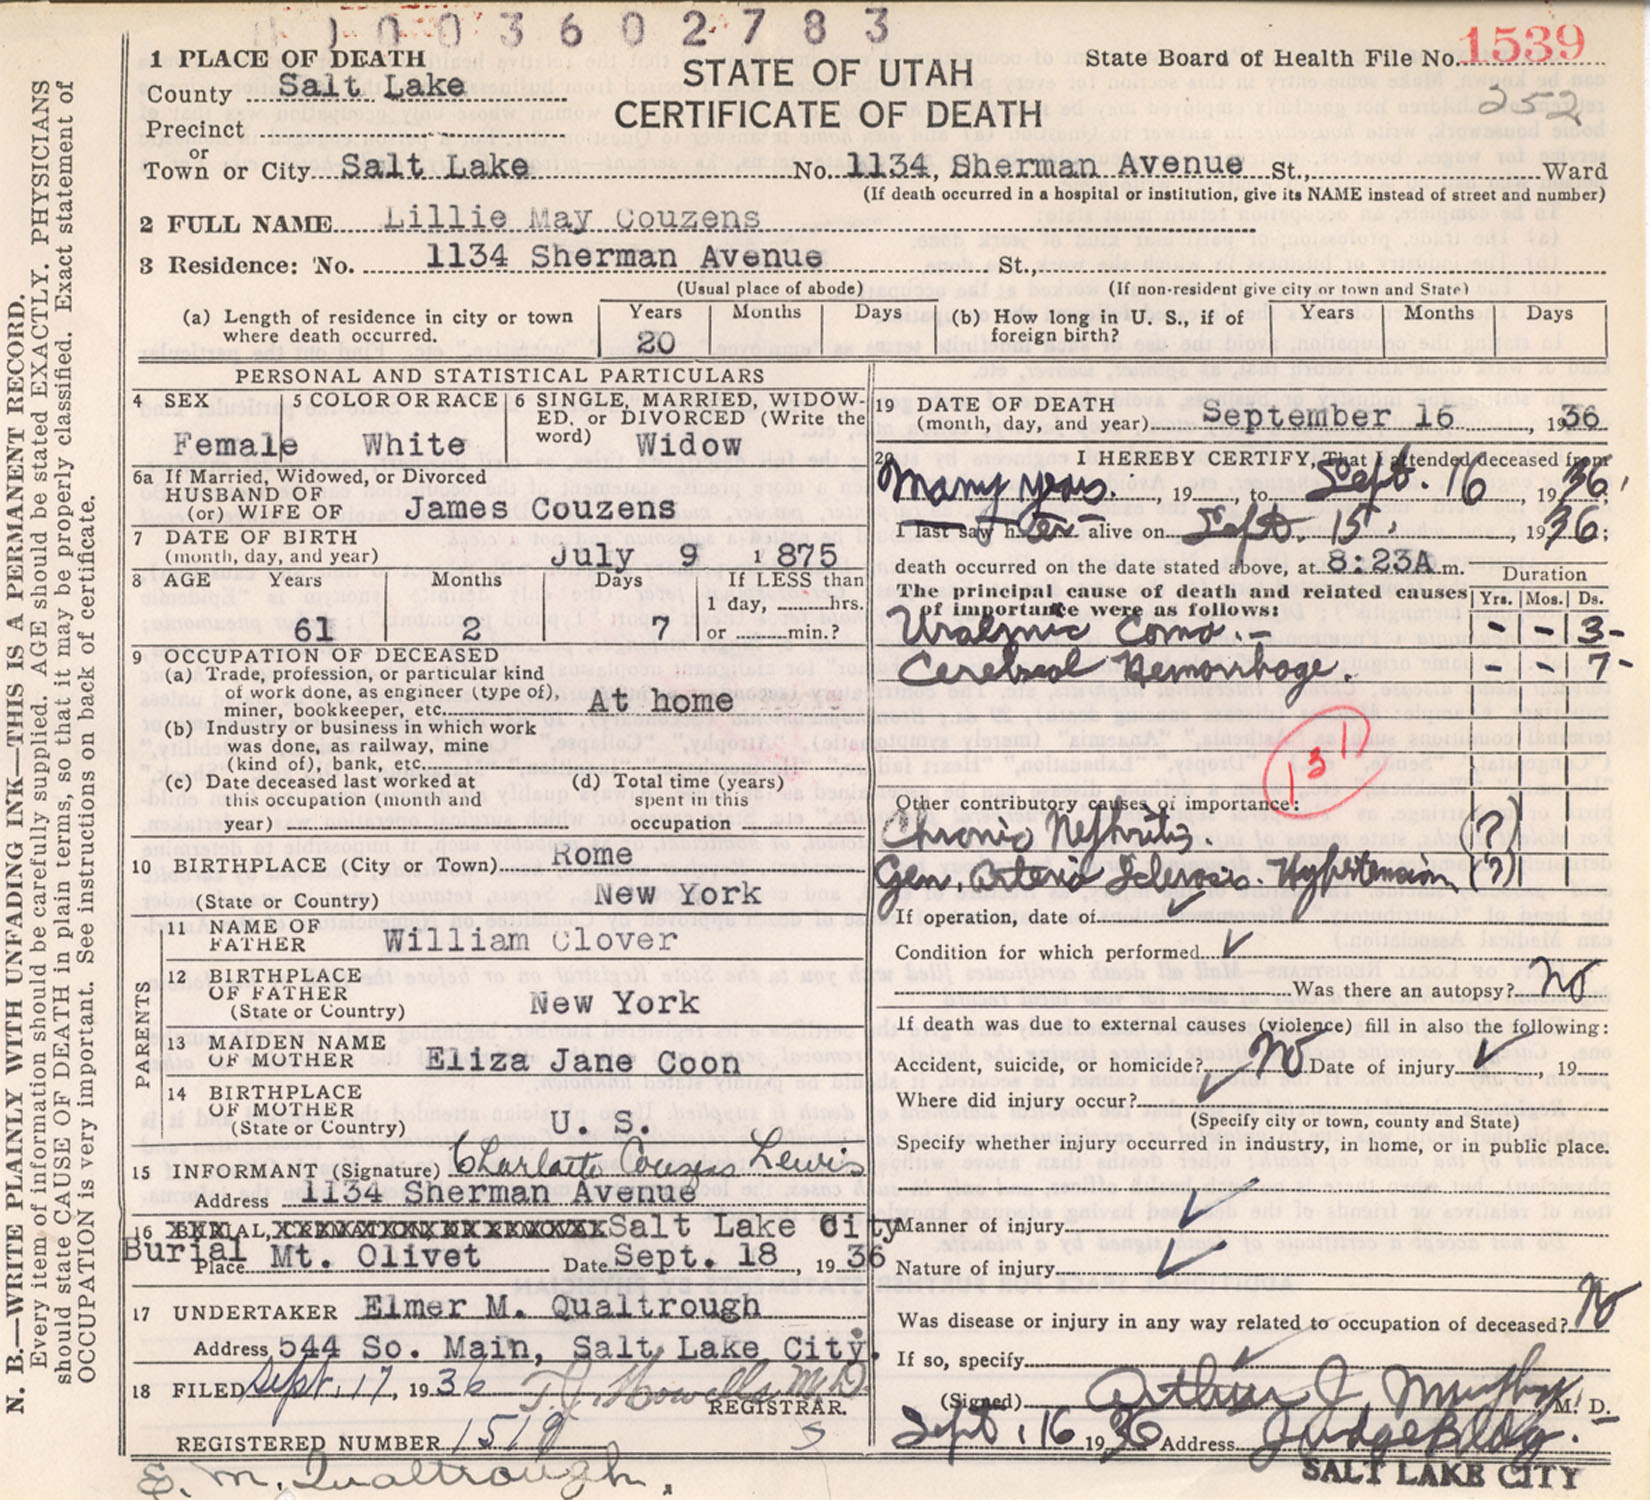 1003602783
1 PLACE OF DEATH
County Salt Lake
Precinct
or
Town or City Salt Lake No. 1134, Sherman Avenue St., Ward
(If death occurred in a hospital or institution, give its NAME instead of street and number)
STATE OF UTAH
CERTIFICATE OF DEATH
State Board of Health File No. 1539
252
2 FULL NAME Lillie May Couzens
3 Residence: No. 1134 Sherman Avenue St.,
(Usual place of abode) (If non-resident give city or town and State)
(a) Length of residence in city or town where death occurred. Years 20 Months Days
(b) How long in U. S., if of foreign birth? Years Months Days
PERSONAL AND STATISTICAL PARTICULARS
4 SEX Female
5 COLOR OR RACE White
6 SINGLE, MARRIED, WIDOWED, or DIVORCED (Write the word) Widow
6a If Married, Widowed, or Divorced
HUSBAND OF
(or) WIFE OF James Couzens
7 DATE OF BIRTH
(month, day, and year) July 9 1875
8 AGE Years 61 Months 2 Days 7 If LESS than
1 day, hrs.
or min.?
9 OCCUPATION OF DECEASED
(a) Trade, profession, or particular kind
of work done, as engineer (type of),
miner, bookkeeper, etc. At home
(b) Industry or business in which work
was done, as railway, mine
(kind of), bank, etc.
(c) Date deceased last worked at
this occupation (month and
year)
(d) Total time (years)
spent in this
occupation
10 BIRTHPLACE (City or Town) Rome
(State or Country) New York
PARENTS
11 NAME OF
FATHER William Clover
12 BIRTHPLACE
OF FATHER
(State or Country) New York
13 MAIDEN NAME
OF MOTHER Eliza Jane Coon
14 BIRTHPLACE
OF MOTHER
(State or Country) U. S.
15 INFORMANT (Signature) Charlotte Couzens Lewis
Address 1134 Sherman Avenue
16 BURIAL, CREMATION, OR REMOVAL Salt Lake City
Burial Place Mt. Olivet Date Sept. 18, 1936
17 UNDERTAKER Elmer M. Qualtrough
Address 544 So. Main, Salt Lake City.
18 FILED Sept. 17, 1936 T. J. Howells M.D.
REGISTRAR.
REGISTERED NUMBER 1519
E. M. Qualtrough.
19 DATE OF DEATH
(month, day, and year) September 16, 1936
20 I HEREBY CERTIFY, That I attended deceased from
Many years., 19 , to Sept. 16, 1936;
I last saw her alive on Sept. 15, 1936;
death occurred on the date stated above, at 8:23A m.
The principal cause of death and related causes
of importance were as follows:
Duration
Yrs. Mos. Ds.
Uraemic Coma. - - - 3-
Cerebral Hemorrhage. - - 7-
131
Other contributory causes of importance:
Chronic Nephritis. (?)
Gen. Arterio Sclerosis. Hypertension (?)
If operation, date of
Condition for which performed
Was there an autopsy? No
If death was due to external causes (violence) fill in also the following:
Accident, suicide, or homicide? No Date of injury , 19
Where did injury occur?
(Specify city or town, county and State)
Specify whether injury occurred in industry, in home, or in public place.
Manner of injury
Nature of injury
Was disease or injury in any way related to occupation of deceased? No
If so, specify
(Signed) Arthur J. Murphy M. D.
Sept. 16 1936 Address Judge Bldg.
SALT LAKE CITY
N. B.—WRITE PLAINLY WITH UNFADING INK—THIS IS A PERMANENT RECORD.
Every item of information should be carefully supplied. AGE should be stated EXACTLY. PHYSICIANS
should state CAUSE OF DEATH in plain terms, so that it may be properly classified. Exact statement of
OCCUPATION is very important. See instructions on back of certificate.